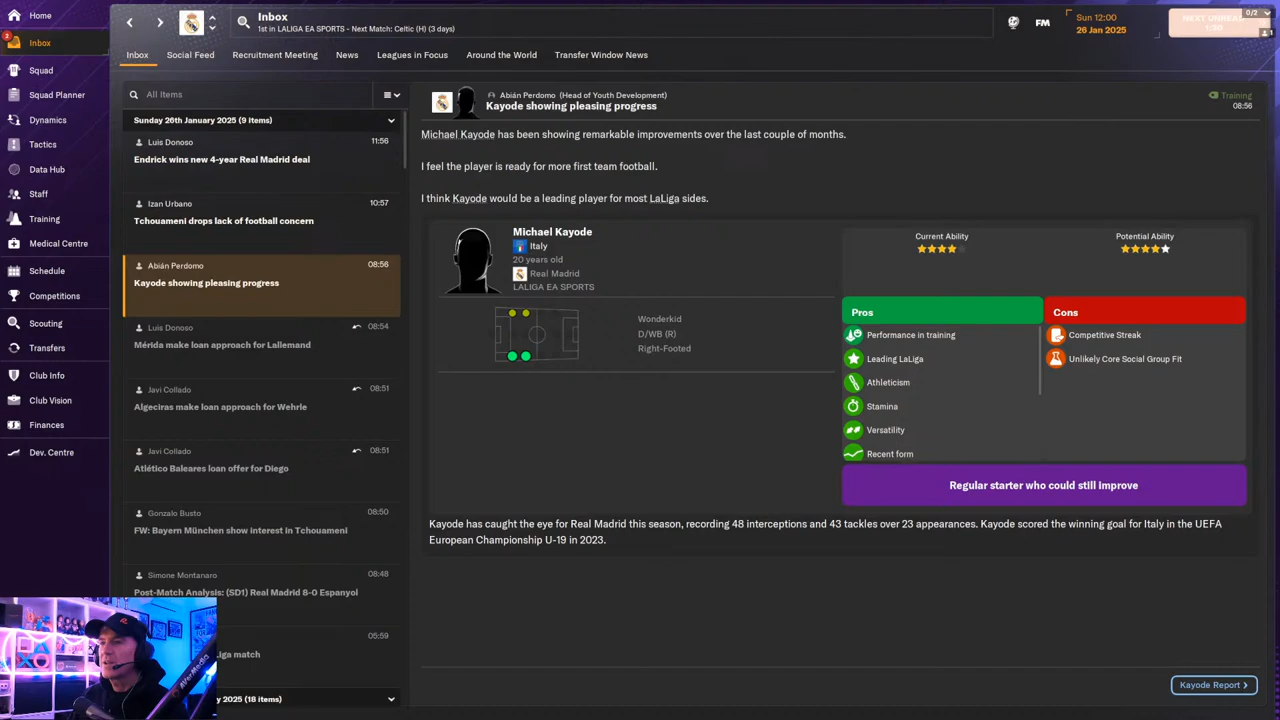 Home
Inbox
1st in LALIGA EA SPORTS - Next Match: Celtic (H) (3 days)
FM
Sun 12:00
26 Jan 2025
NEXT UNREAD
0/2
1
3
Inbox
Squad
Squad Planner
Dynamics
Tactics
Data Hub
Staff
Training
Medical Centre
Schedule
Competitions
Scouting
Transfers
Club Info
Club Vision
Finances
Dev. Centre
Inbox
Social Feed
Recruitment Meeting
News
Leagues in Focus
Around the World
Transfer Window News
All Items
Sunday 26th January 2025 (9 items)
Luis Donoso 11:56
Endrick wins new 4-year Real Madrid deal
Izan Urbano 10:57
Tchouameni drops lack of football concern
Abián Perdomo 08:56
Kayode showing pleasing progress
Luis Donoso 08:54
Mérida make loan approach for Lallemand
Javi Collado 08:51
Algeciras make loan approach for Wehrle
Javi Collado 08:51
Atlético Baleares loan offer for Diego
Gonzalo Busto 08:50
FW: Bayern München show interest in Tchouameni
Simone Montanaro 08:48
Post-Match Analysis: (SD1) Real Madrid 8-0 Espanyol
05:59
Liga match
2025 (18 items)
Abián Perdomo (Head of Youth Development)
Kayode showing pleasing progress
Training
08:56
Michael Kayode has been showing remarkable improvements over the last couple of months.
I feel the player is ready for more first team football.
I think Kayode would be a leading player for most LaLiga sides.
Michael Kayode
Italy
20 years old
Real Madrid
LALIGA EA SPORTS
Wonderkid
D/WB (R)
Right-Footed
Current Ability
Potential Ability
Pros
Performance in training
Leading LaLiga
Athleticism
Stamina
Versatility
Recent form
Cons
Competitive Streak
Unlikely Core Social Group Fit
Regular starter who could still improve
Kayode has caught the eye for Real Madrid this season, recording 48 interceptions and 43 tackles over 23 appearances. Kayode scored the winning goal for Italy in the UEFA
European Championship U-19 in 2023.
Kayode Report
AVerMedia